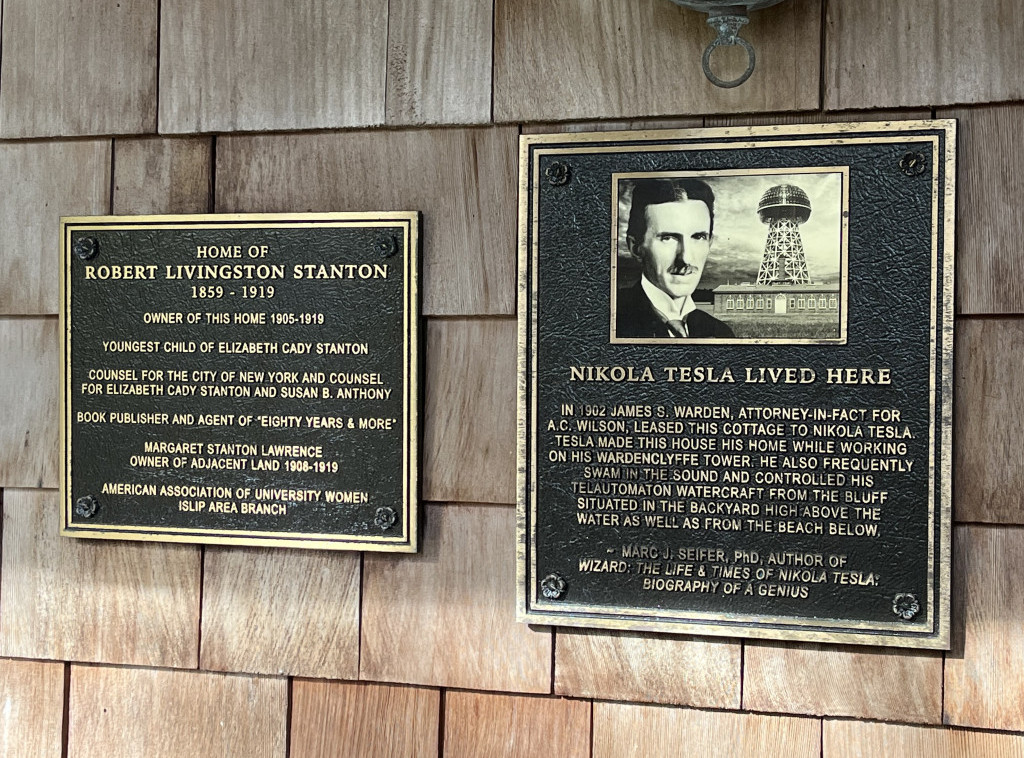 HOME OF
ROBERT LIVINGSTON STANTON
1859 - 1919
OWNER OF THIS HOME 1905-1919
YOUNGEST CHILD OF ELIZABETH CADY STANTON
COUNSEL FOR THE CITY OF NEW YORK AND COUNSEL
FOR ELIZABETH CADY STANTON AND SUSAN B. ANTHONY
BOOK PUBLISHER AND AGENT OF "EIGHTY YEARS & MORE"
MARGARET STANTON LAWRENCE
OWNER OF ADJACENT LAND 1908-1919
AMERICAN ASSOCIATION OF UNIVERSITY WOMEN
ISLIP AREA BRANCH
NIKOLA TESLA LIVED HERE
IN 1902 JAMES S. WARDEN, ATTORNEY-IN-FACT FOR
A.C. WILSON, LEASED THIS COTTAGE TO NIKOLA TESLA.
TESLA MADE THIS HOUSE HIS HOME WHILE WORKING
ON HIS WARDENCLYFFE TOWER. HE ALSO FREQUENTLY
SWAM IN THE SOUND AND CONTROLLED HIS
TELAUTOMATON WATERCRAFT FROM THE BLUFF
SITUATED IN THE BACKYARD HIGH ABOVE THE
WATER AS WELL AS FROM THE BEACH BELOW.
~ MARC J. SEIFER, PhD, AUTHOR OF
WIZARD: THE LIFE & TIMES OF NIKOLA TESLA:
BIOGRAPHY OF A GENIUS